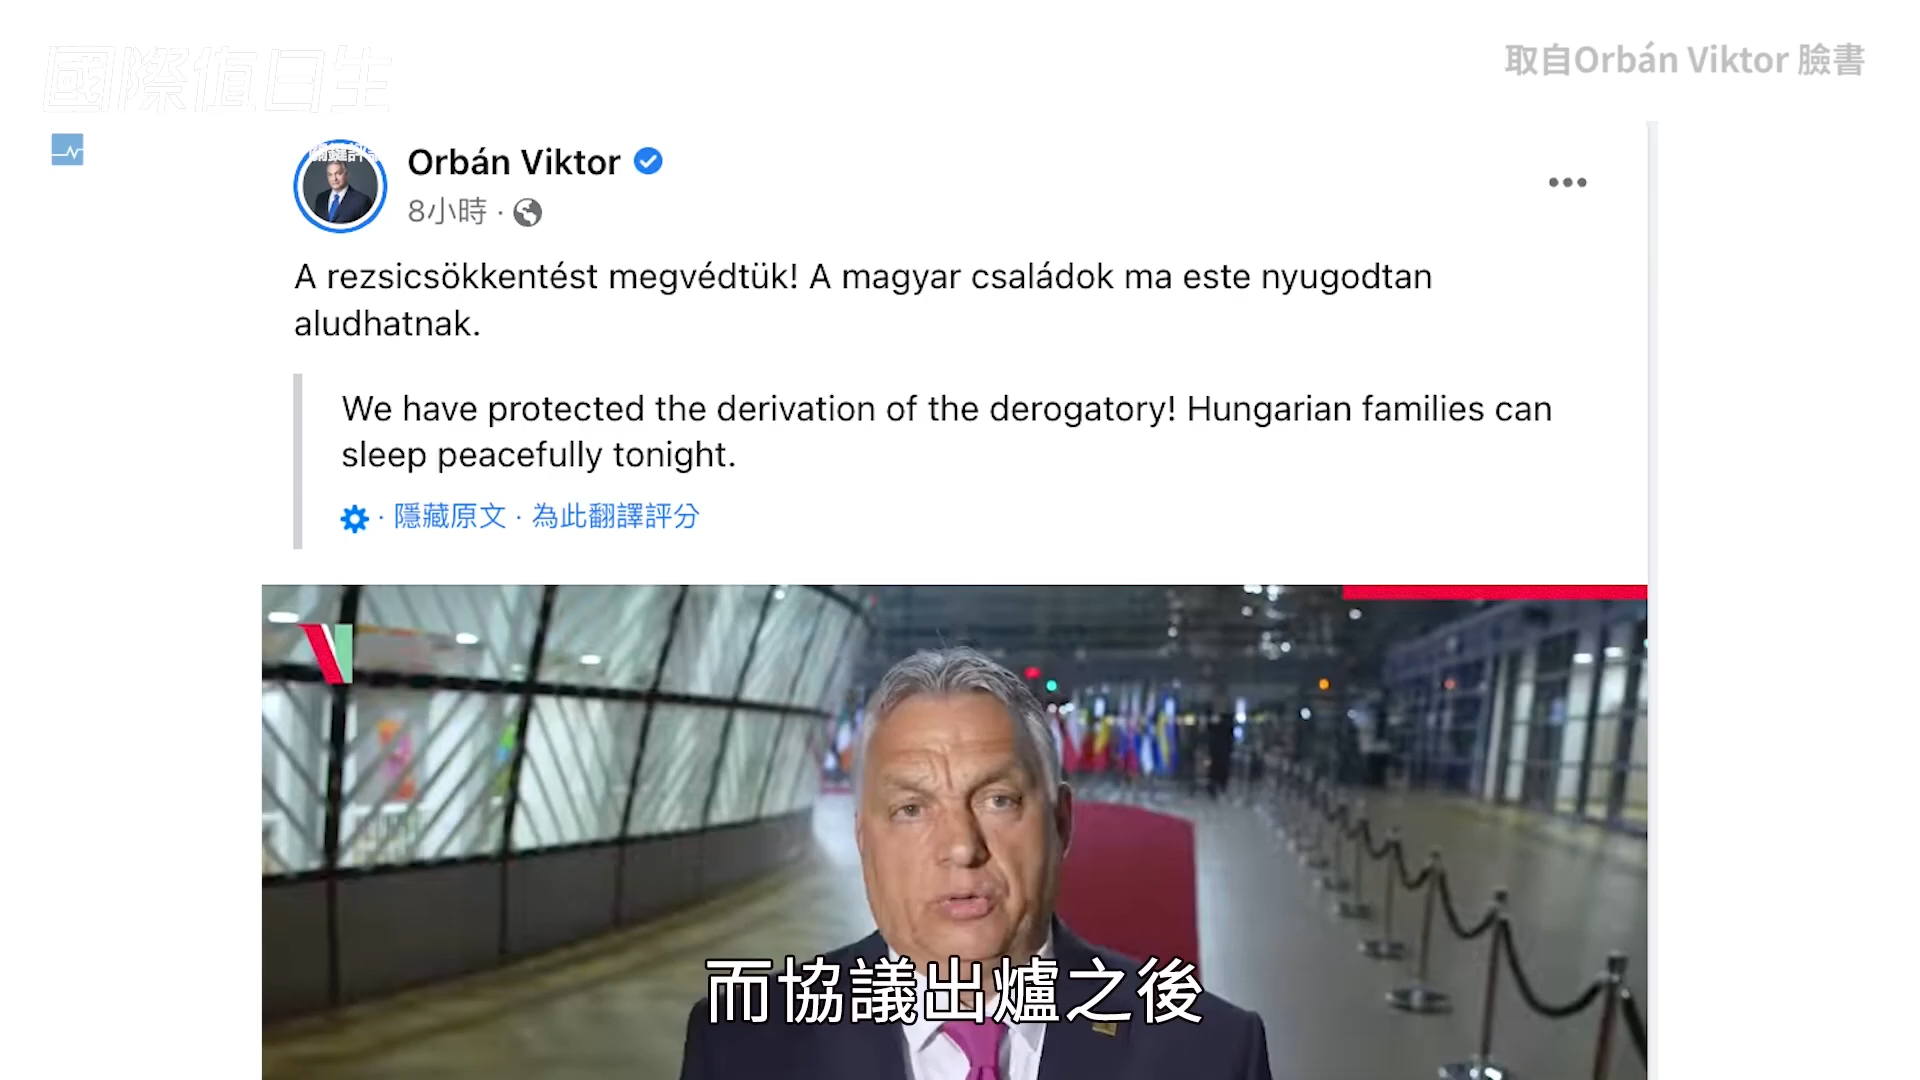 國際值日生
取自Orbán Viktor 臉書
Orbán Viktor
8小時 ·
A rezsicsökkentést megvédtük! A magyar családok ma este nyugodtan
aludhatnak.
We have protected the derivation of the derogatory! Hungarian families can
sleep peacefully tonight.
· 隱藏原文 · 為此翻譯評分
而協議出爐之後